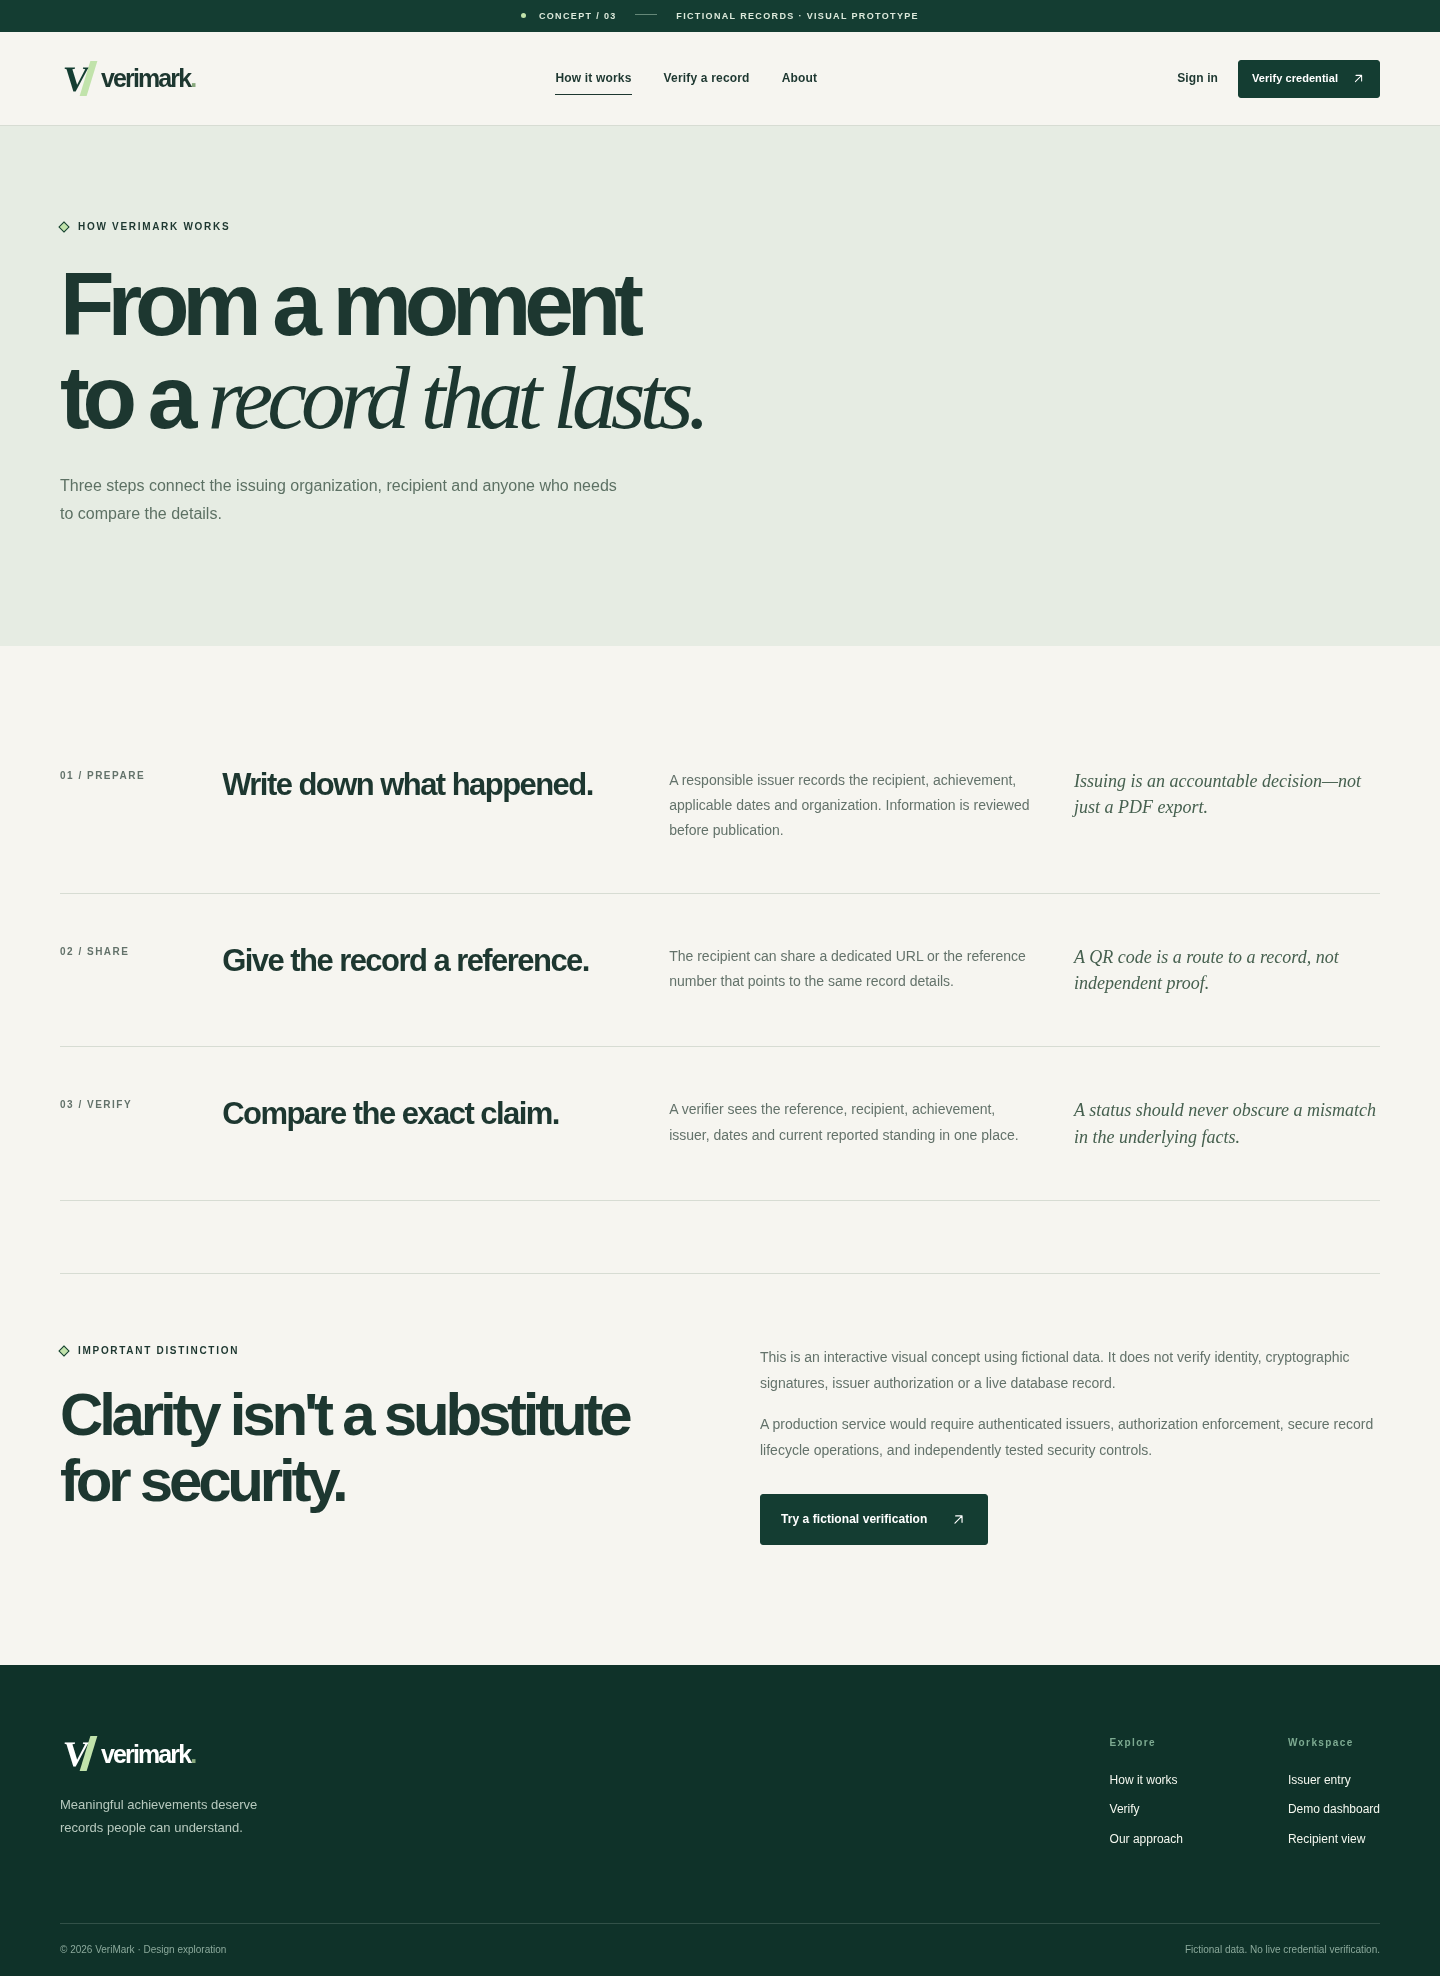 CONCEPT / 03 FICTIONAL RECORDS · VISUAL PROTOTYPE
V verimark. How it works Verify a record About Sign in Verify credential
HOW VERIMARK WORKS
From a moment
to a record that lasts.
Three steps connect the issuing organization, recipient and anyone who needs
to compare the details.
01 / PREPARE
Write down what happened.
A responsible issuer records the recipient, achievement,
applicable dates and organization. Information is reviewed
before publication.
Issuing is an accountable decision—not
just a PDF export.
02 / SHARE
Give the record a reference.
The recipient can share a dedicated URL or the reference
number that points to the same record details.
A QR code is a route to a record, not
independent proof.
03 / VERIFY
Compare the exact claim.
A verifier sees the reference, recipient, achievement,
issuer, dates and current reported standing in one place.
A status should never obscure a mismatch
in the underlying facts.
IMPORTANT DISTINCTION
Clarity isn't a substitute
for security.
This is an interactive visual concept using fictional data. It does not verify identity, cryptographic
signatures, issuer authorization or a live database record.
A production service would require authenticated issuers, authorization enforcement, secure record
lifecycle operations, and independently tested security controls.
Try a fictional verification
V verimark.
Meaningful achievements deserve
records people can understand.
Explore
How it works
Verify
Our approach
Workspace
Issuer entry
Demo dashboard
Recipient view
© 2026 VeriMark · Design exploration
Fictional data. No live credential verification.